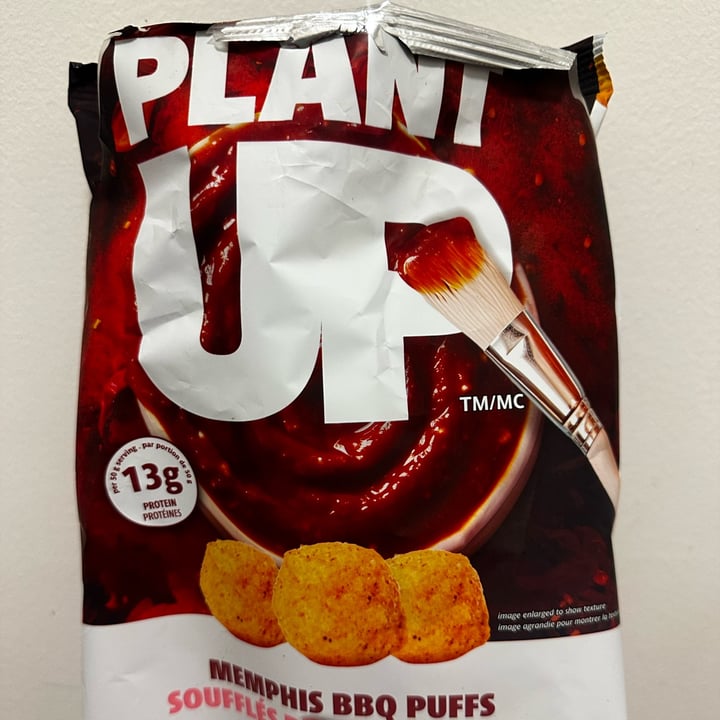 PLANT
UP
TM/MC
per 50 g serving . par portion de 50 g
13g
PROTEIN
PROTÉINES
image enlarged to show texture
image agrandie pour montrer la
MEMPHIS BBQ PUFFS
SOUFFLÉS